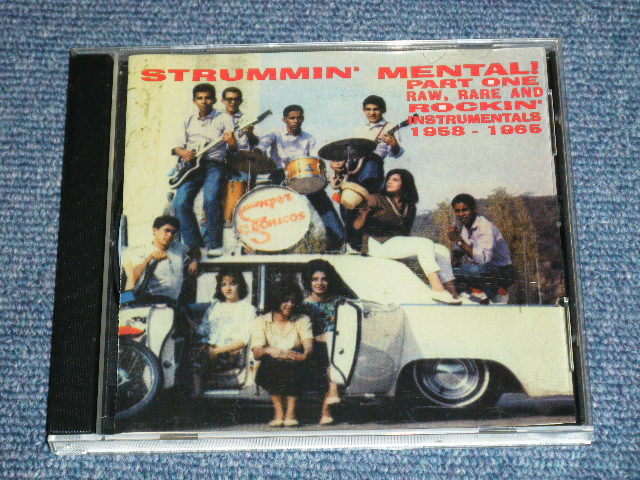 STRUMMIN' MENTAL!
PART ONE
RAW, RARE AND
ROCKIN'
INSTRUMENTALS
1958 - 1965
Super
Sonicos